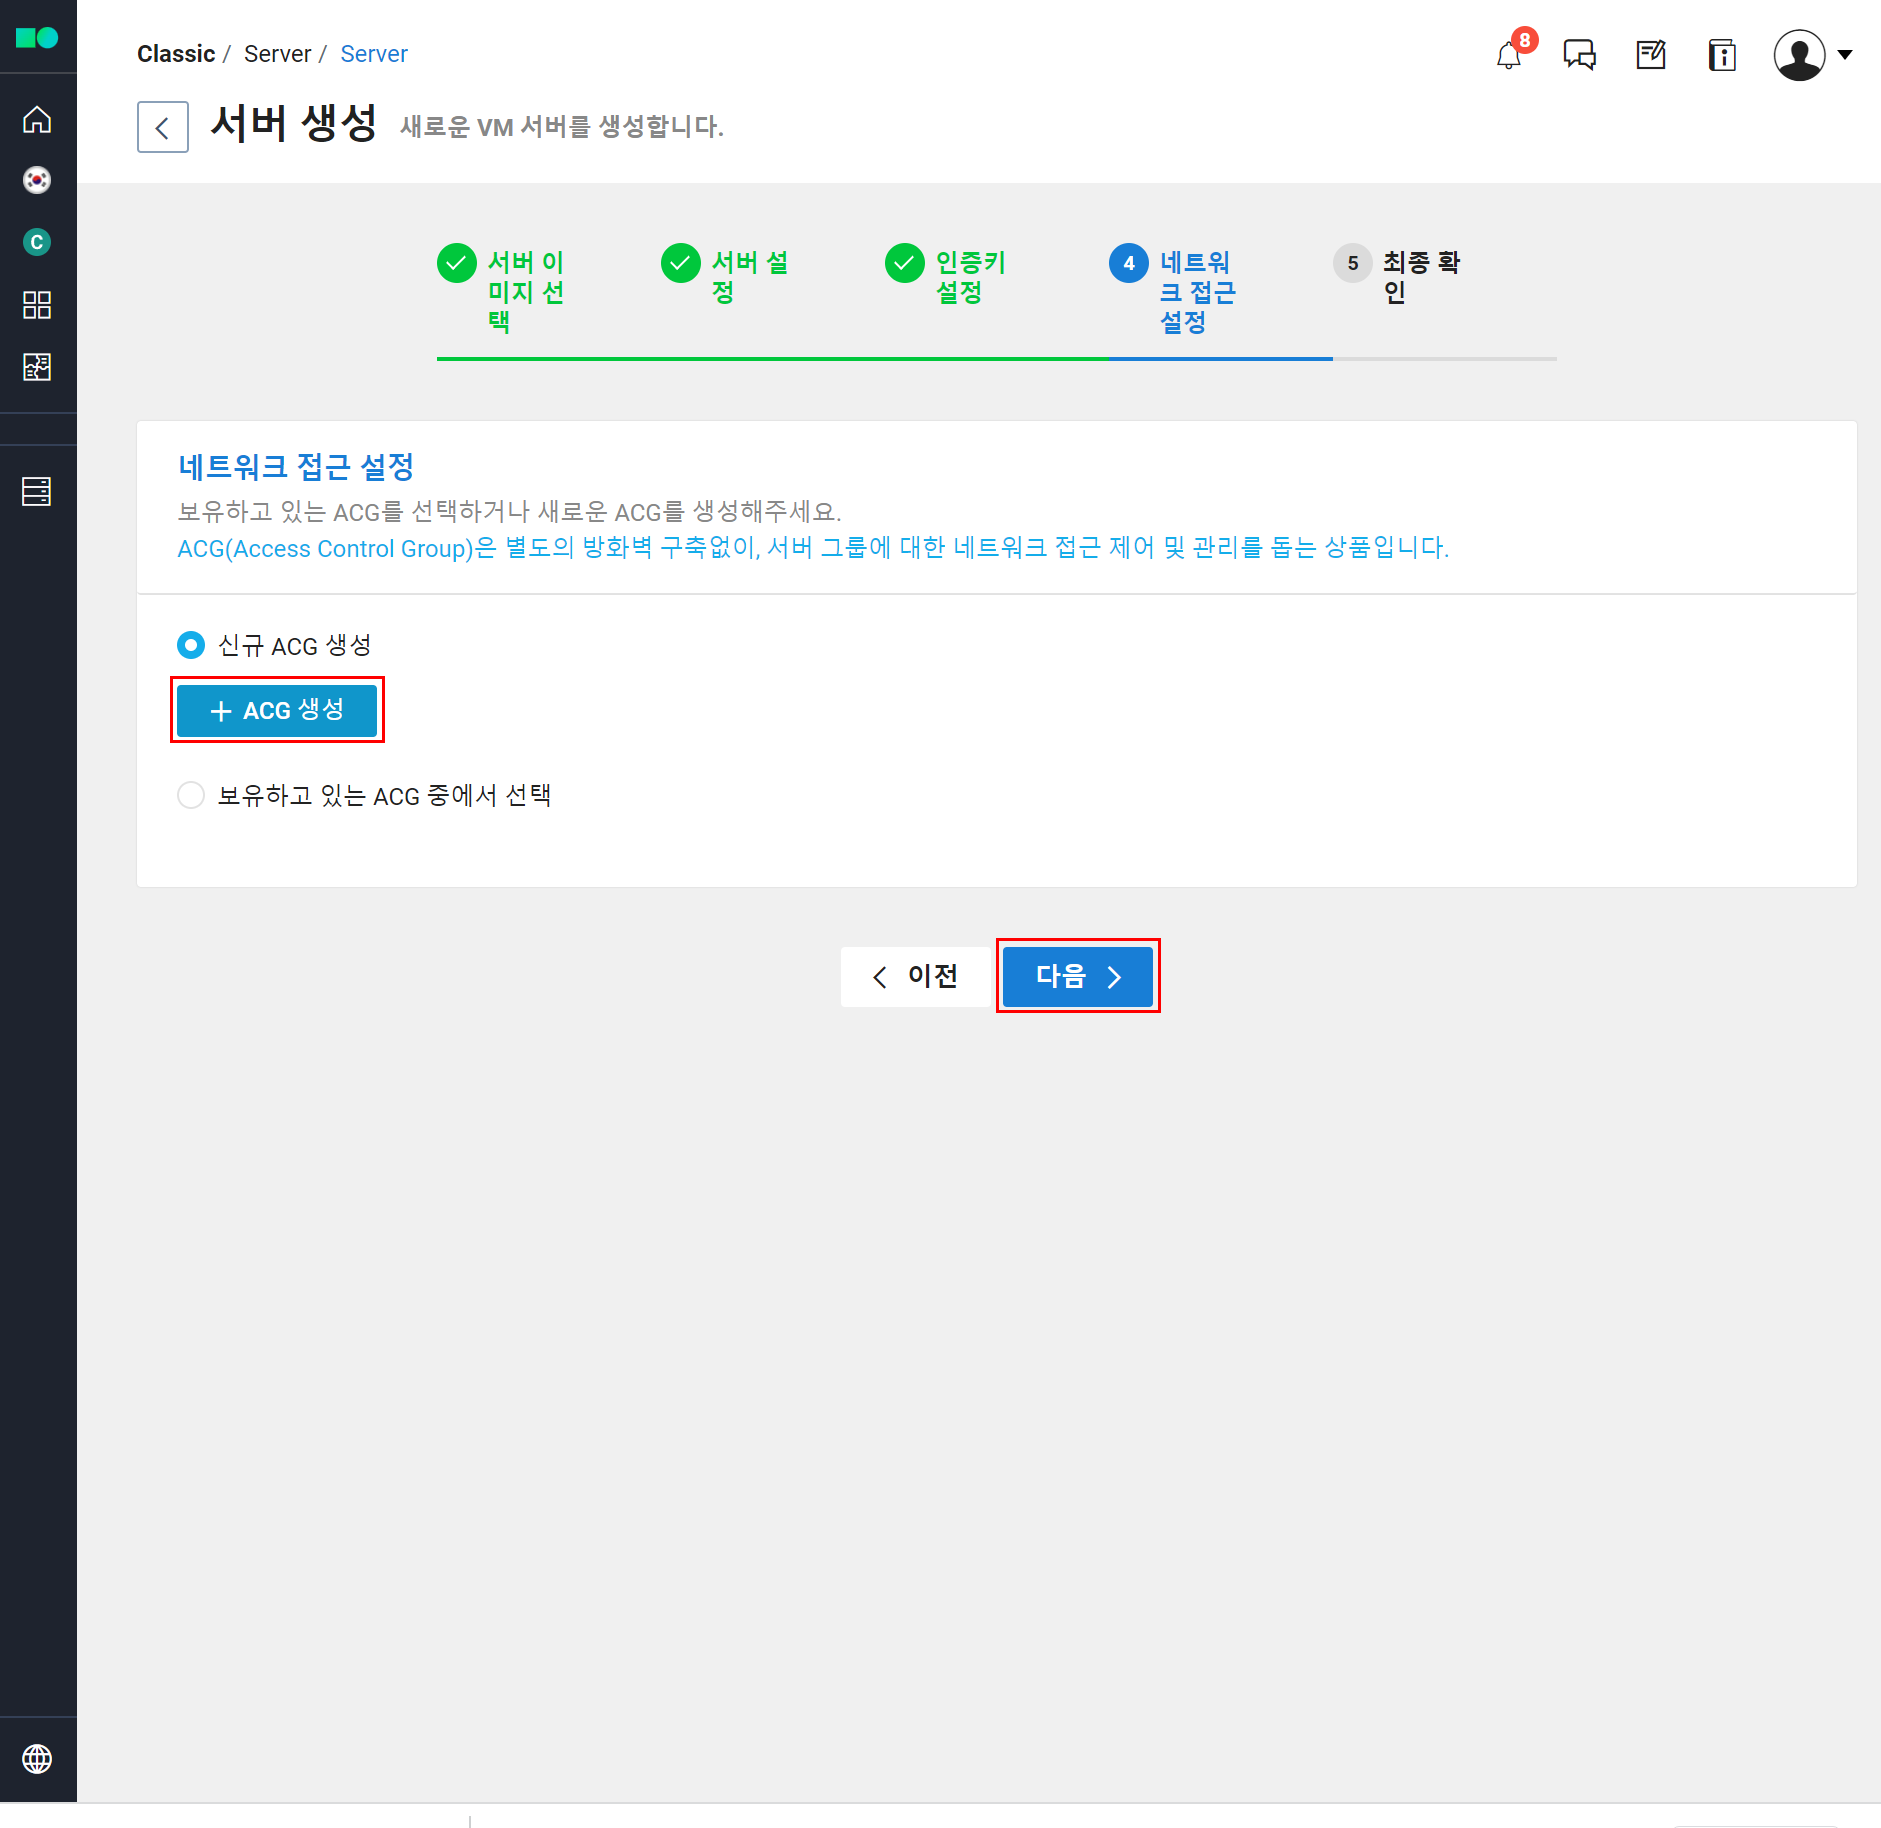 Classic / Server / Server
8
서버 생성 새로운 VM 서버를 생성합니다.
C
서버 이
미지 선
택
서버 설
정
인증키
설정
4 네트워
크 접근
설정
5 최종 확
인
네트워크 접근 설정
보유하고 있는 ACG를 선택하거나 새로운 ACG를 생성해주세요.
ACG(Access Control Group)은 별도의 방화벽 구축없이, 서버 그룹에 대한 네트워크 접근 제어 및 관리를 돕는 상품입니다.
신규 ACG 생성
+ ACG 생성
보유하고 있는 ACG 중에서 선택
이전
다음